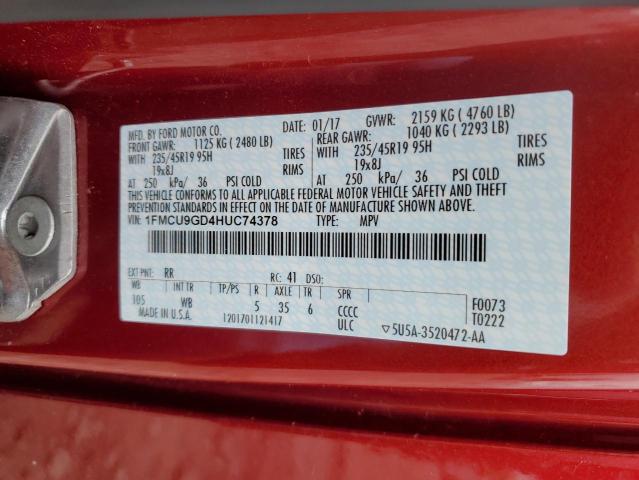 MFD. BY FORD MOTOR CO. DATE: 01/17 GVWR: 2159 KG ( 4760 LB)
FRONT GAWR: 1125 KG ( 2480 LB) REAR GAWR: 1040 KG ( 2293 LB)
WITH 235/45R19 95H TIRES WITH 235/45R19 95H TIRES
19x8J RIMS 19x8J RIMS
AT 250 kPa/ 36 PSI COLD AT 250 kPa/ 36 PSI COLD
THIS VEHICLE CONFORMS TO ALL APPLICABLE FEDERAL MOTOR VEHICLE SAFETY AND THEFT
PREVENTION STANDARDS IN EFFECT ON THE DATE OF MANUFACTURE SHOWN ABOVE.
VIN: 1FMCU9GD4HUC74378 TYPE: MPV
EXT PNT: RR RC: 41 DSO:
WB TP/PS R AXLE TR SPR
105 WB 5 35 6 CCCC F0073
MADE IN U.S.A. 1201701121417 ULC T0222
5U5A-3520472-AA